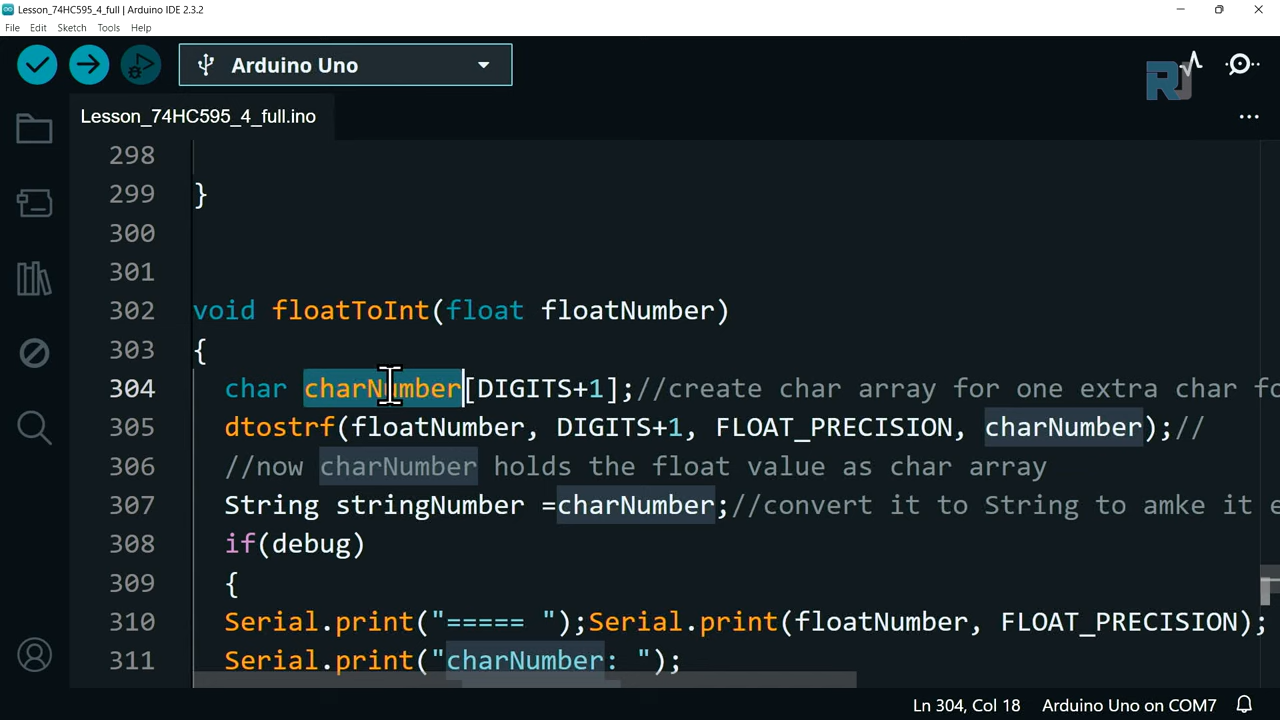 Lesson_74HC595_4_full | Arduino IDE 2.3.2
File Edit Sketch Tools Help
Arduino Uno
RJ
Lesson_74HC595_4_full.ino
298
299 }
300
301
302 void floatToInt(float floatNumber)
303 {
304 char charNumber[DIGITS+1];//create char array for one extra char fo
305 dtostrf(floatNumber, DIGITS+1, FLOAT_PRECISION, charNumber);//
306 //now charNumber holds the float value as char array
307 String stringNumber =charNumber;//convert it to String to amke it e
308 if(debug)
309 {
310 Serial.print("===== ");Serial.print(floatNumber, FLOAT_PRECISION);
311 Serial.print("charNumber: ");
Ln 304, Col 18 Arduino Uno on COM7